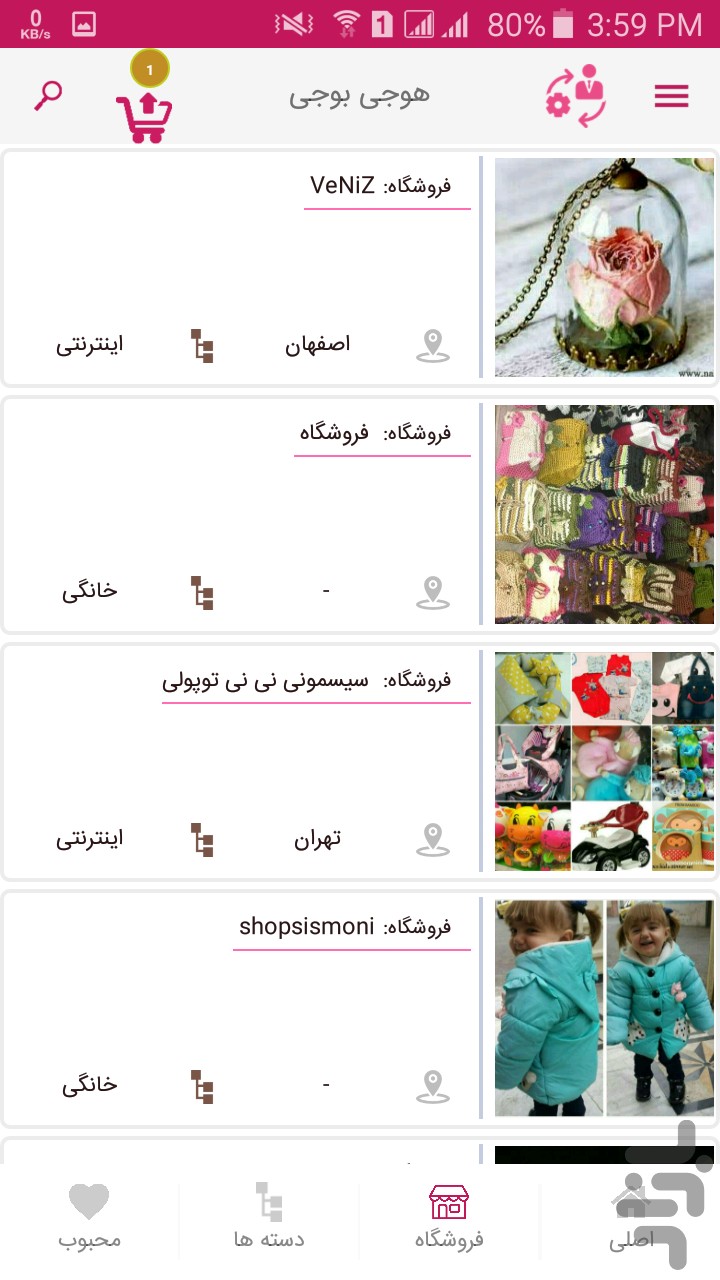 0 KB/s 1 80% 3:59 PM
هوجی بوجی 1
فروشگاه: VeNiZ
اصفهان اینترنتی
www.na
فروشگاه: فروشگاه
- خانگی
فروشگاه: سیسمونی نی نی توپولی
تهران اینترنتی
فروشگاه: shopsismoni
- خانگی
اصلی فروشگاه دسته ها محبوب